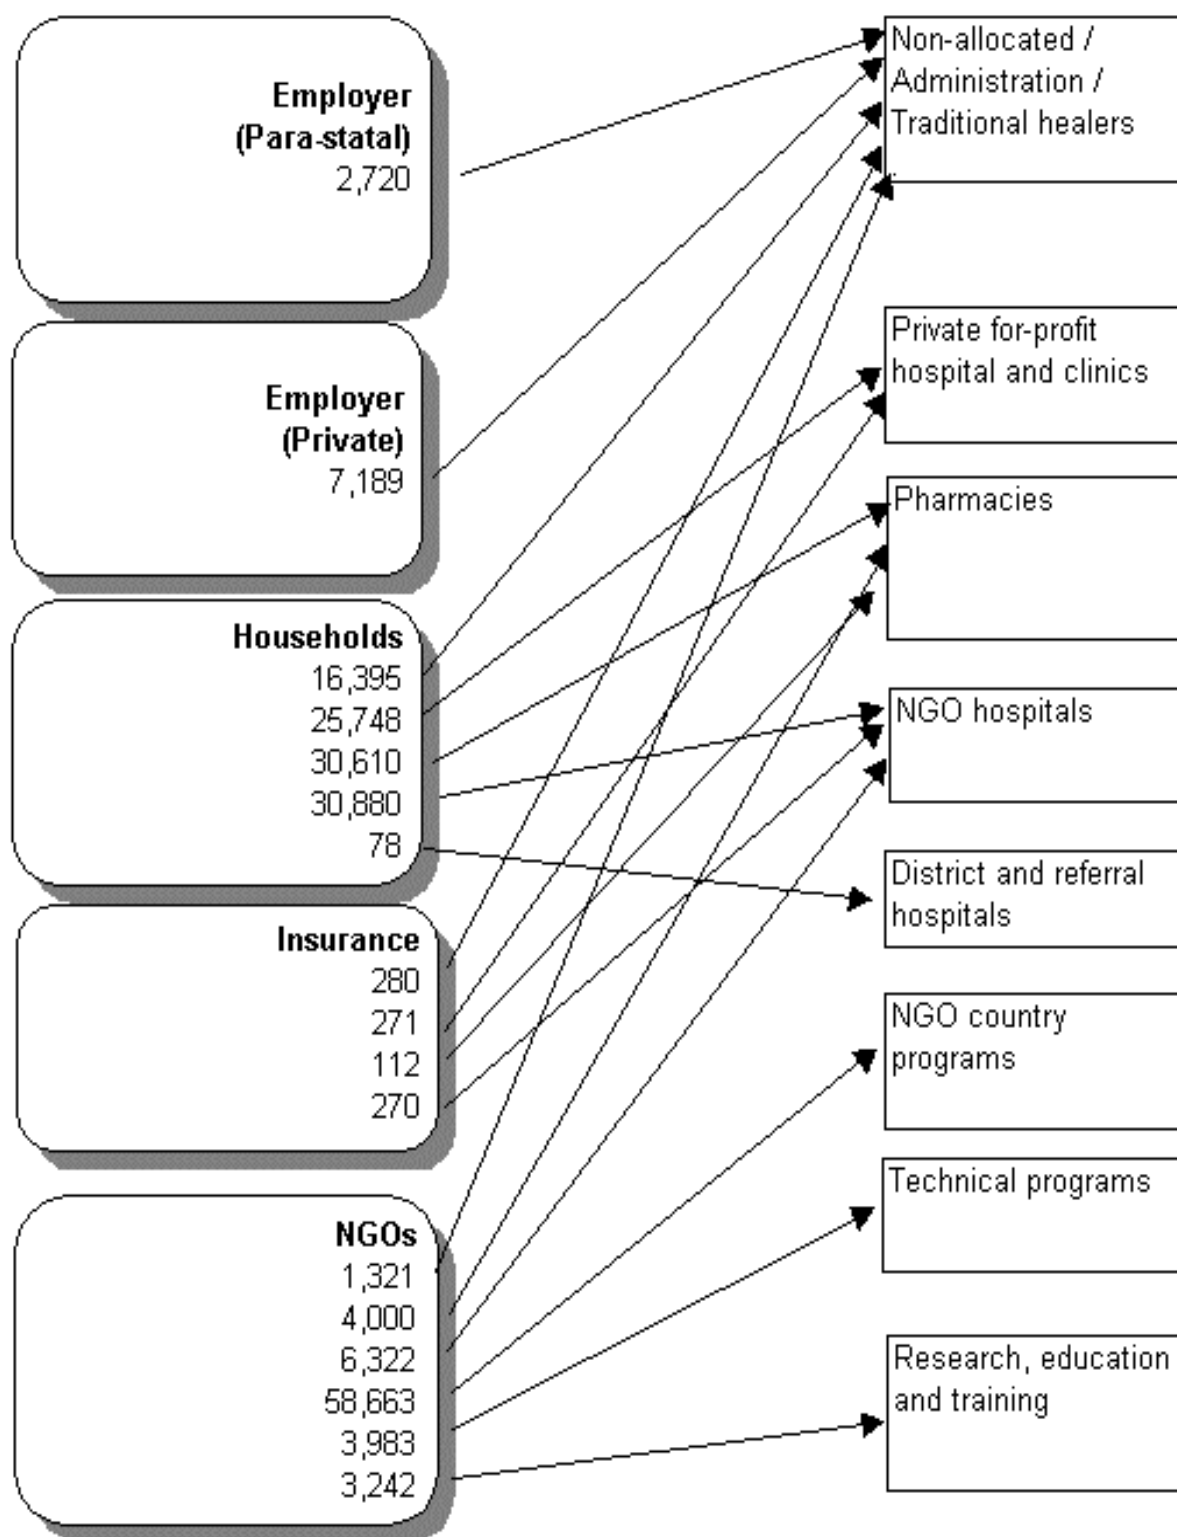 Employer
(Para-statal)
2,720
Employer
(Private)
7,189
Households
16,395
25,748
30,610
30,880
78
Insurance
280
271
112
270
NGOs
1,321
4,000
6,322
58,663
3,983
3,242
Non-allocated /
Administration /
Traditional healers
Private for-profit
hospital and clinics
Pharmacies
NGO hospitals
District and referral
hospitals
NGO country
programs
Technical programs
Research, education
and training